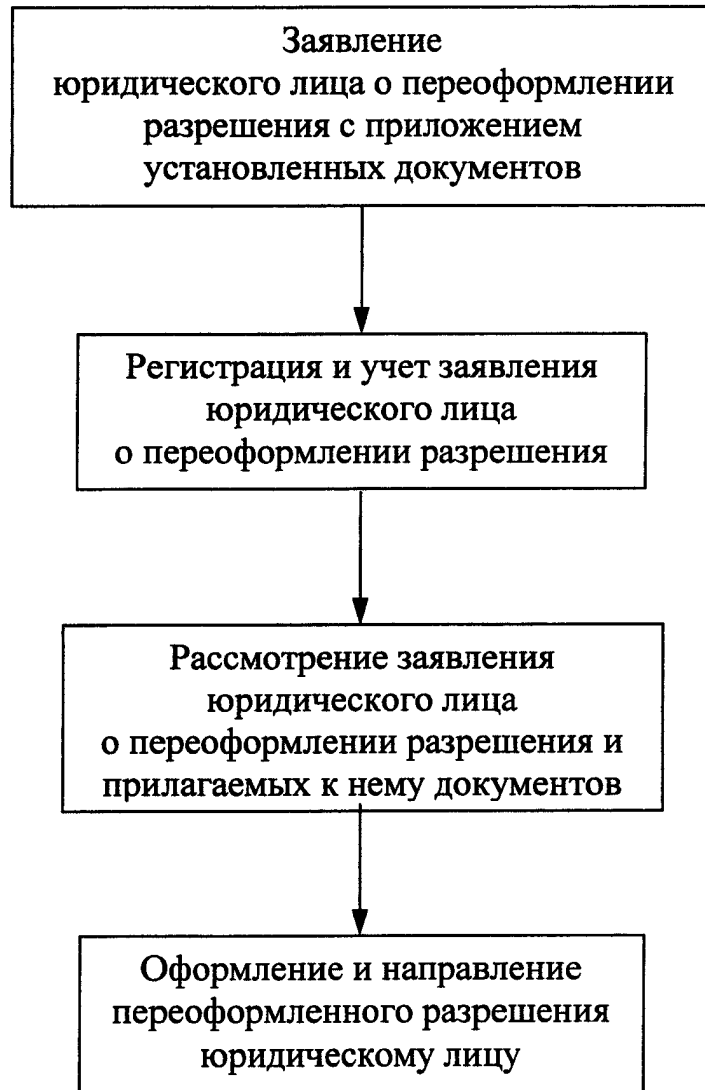 Заявление
юридического лица о переоформлении
разрешения с приложением
установленных документов
Регистрация и учет заявления
юридического лица
о переоформлении разрешения
Рассмотрение заявления
юридического лица
о переоформлении разрешения и
прилагаемых к нему документов
Оформление и направление
переоформленного разрешения
юридическому лицу